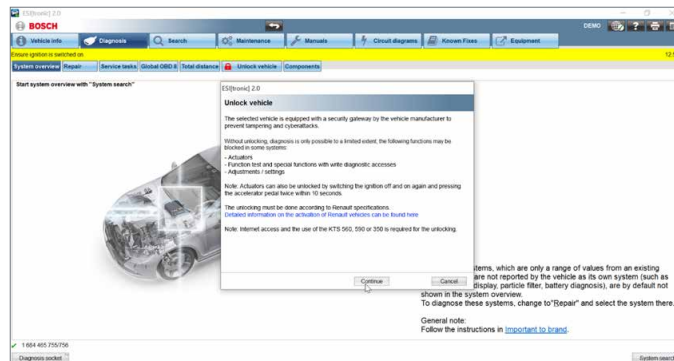 ESI[tronic] 2.0
BOSCH
DEMO
Vehicle info
Diagnosis
Search
Maintenance
Manuals
Circuit diagrams
Known Fixes
Equipment
Ensure ignition is switched on.
System overview
Repair
Service tasks
Global OBD II
Total distance
Unlock vehicle
Components
Start system overview with "System search"
ESI[tronic] 2.0
Unlock vehicle
The selected vehicle is equipped with a security gateway by the vehicle manufacturer to
prevent tampering and cyberattacks.
Without unlocking, diagnosis is only possible to a limited extent, the following functions may be
blocked in some systems:
- Actuators
- Function test and special functions with write diagnostic accesses
- Adjustments / settings
Note: Actuators can also be unlocked by switching the ignition off and on again and pressing
the accelerator pedal twice within 10 seconds.
The unlocking must be done according to Renault specifications.
Detailed information on the activation of Renault vehicles can be found here
Note: Internet access and the use of the KTS 560, 590 or 350 is required for the unlocking.
Continue
Cancel
tems, which are only a range of values from an existing
are not reported by the vehicle as its own system (such as
display, particle filter, battery diagnosis), are by default not
shown in the system overview.
To diagnose these systems, change to "Repair" and select the system there.
General note:
Follow the instructions in Important to brand.
1 684 465 755/756
Diagnosis socket
System search